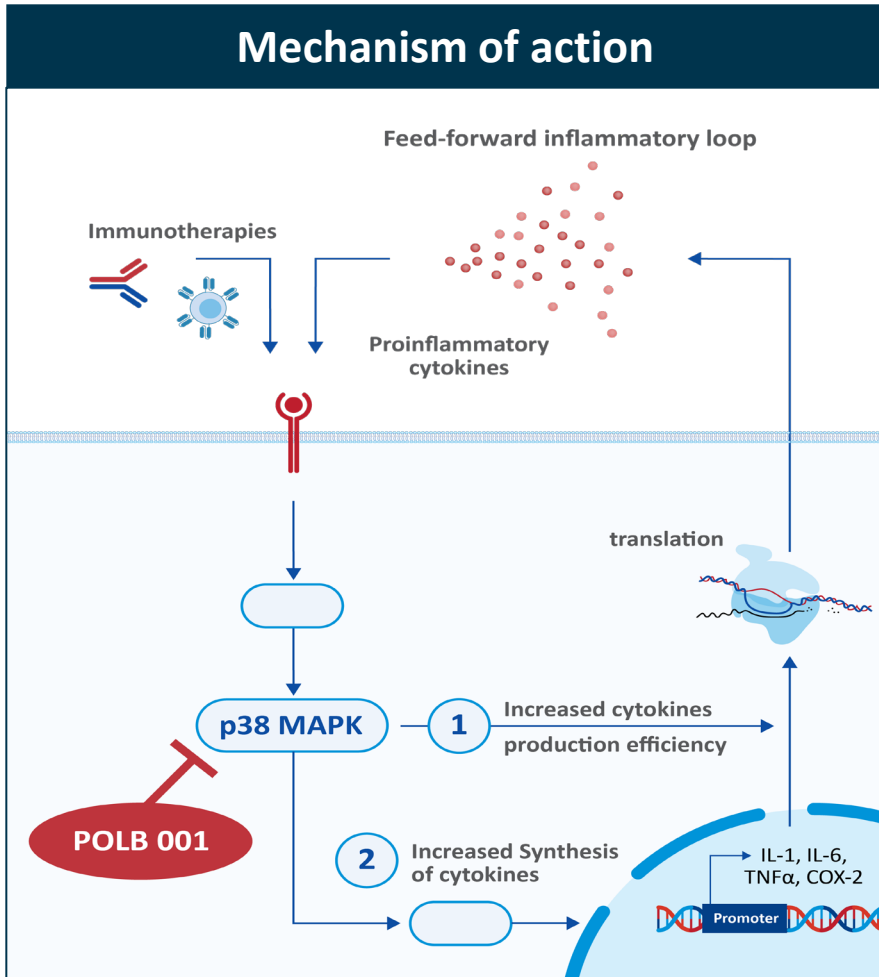 Mechanism of action
Feed-forward inflammatory loop
Immunotherapies
Proinflammatory
cytokines
translation
p38 MAPK
1
Increased cytokines
production efficiency
POLB 001
2
Increased Synthesis
of cytokines
IL-1, IL-6,
TNFα, COX-2
Promoter